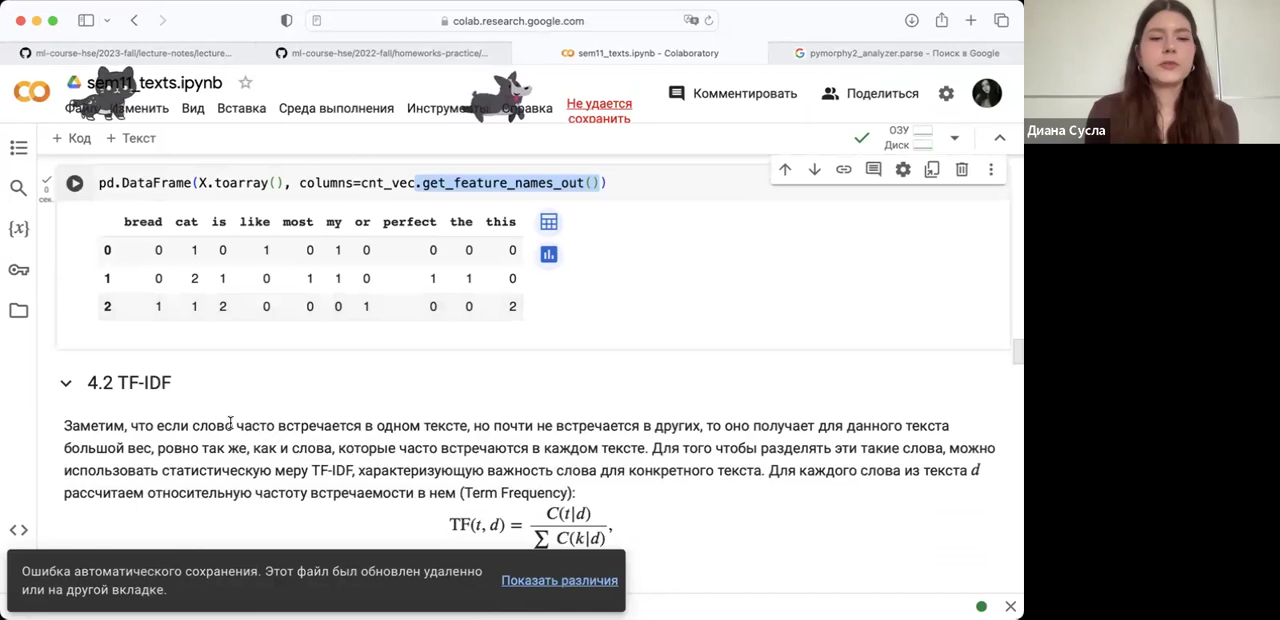 colab.research.google.com
ml-course-hse/2023-fall/lecture-notes/lecture...
ml-course-hse/2022-fall/homeworks-practice/...
sem11_texts.ipynb - Colaboratory
pymorphy2_analyzer.parse - Поиск в Google
sem11_texts.ipynb
Изменить Вид Вставка Среда выполнения Справка
Не удается
сохранить
Комментировать
Поделиться
Диана Сусла
+ Код + Текст
ОЗУ
Диск
0
сек.
pd.DataFrame(X.toarray(), columns=cnt_vec.get_feature_names_out())
bread cat is like most my or perfect the this
0 0 1 0 1 0 1 0 0 0 0
1 0 2 1 0 1 1 0 1 1 0
2 1 1 2 0 0 0 1 0 0 2
4.2 TF-IDF
Заметим, что если слово часто встречается в одном тексте, но почти не встречается в других, то оно получает для данного текста
большой вес, ровно так же, как и слова, которые часто встречаются в каждом тексте. Для того чтобы разделять эти такие слова, можно
использовать статистическую меру TF-IDF, характеризующую важность слова для конкретного текста. Для каждого слова из текста d
рассчитаем относительную частоту встречаемости в нем (Term Frequency):
TF(t, d) = C(t|d) / ∑ C(k|d),
Ошибка автоматического сохранения. Этот файл был обновлен удаленно
или на другой вкладке.
Показать различия